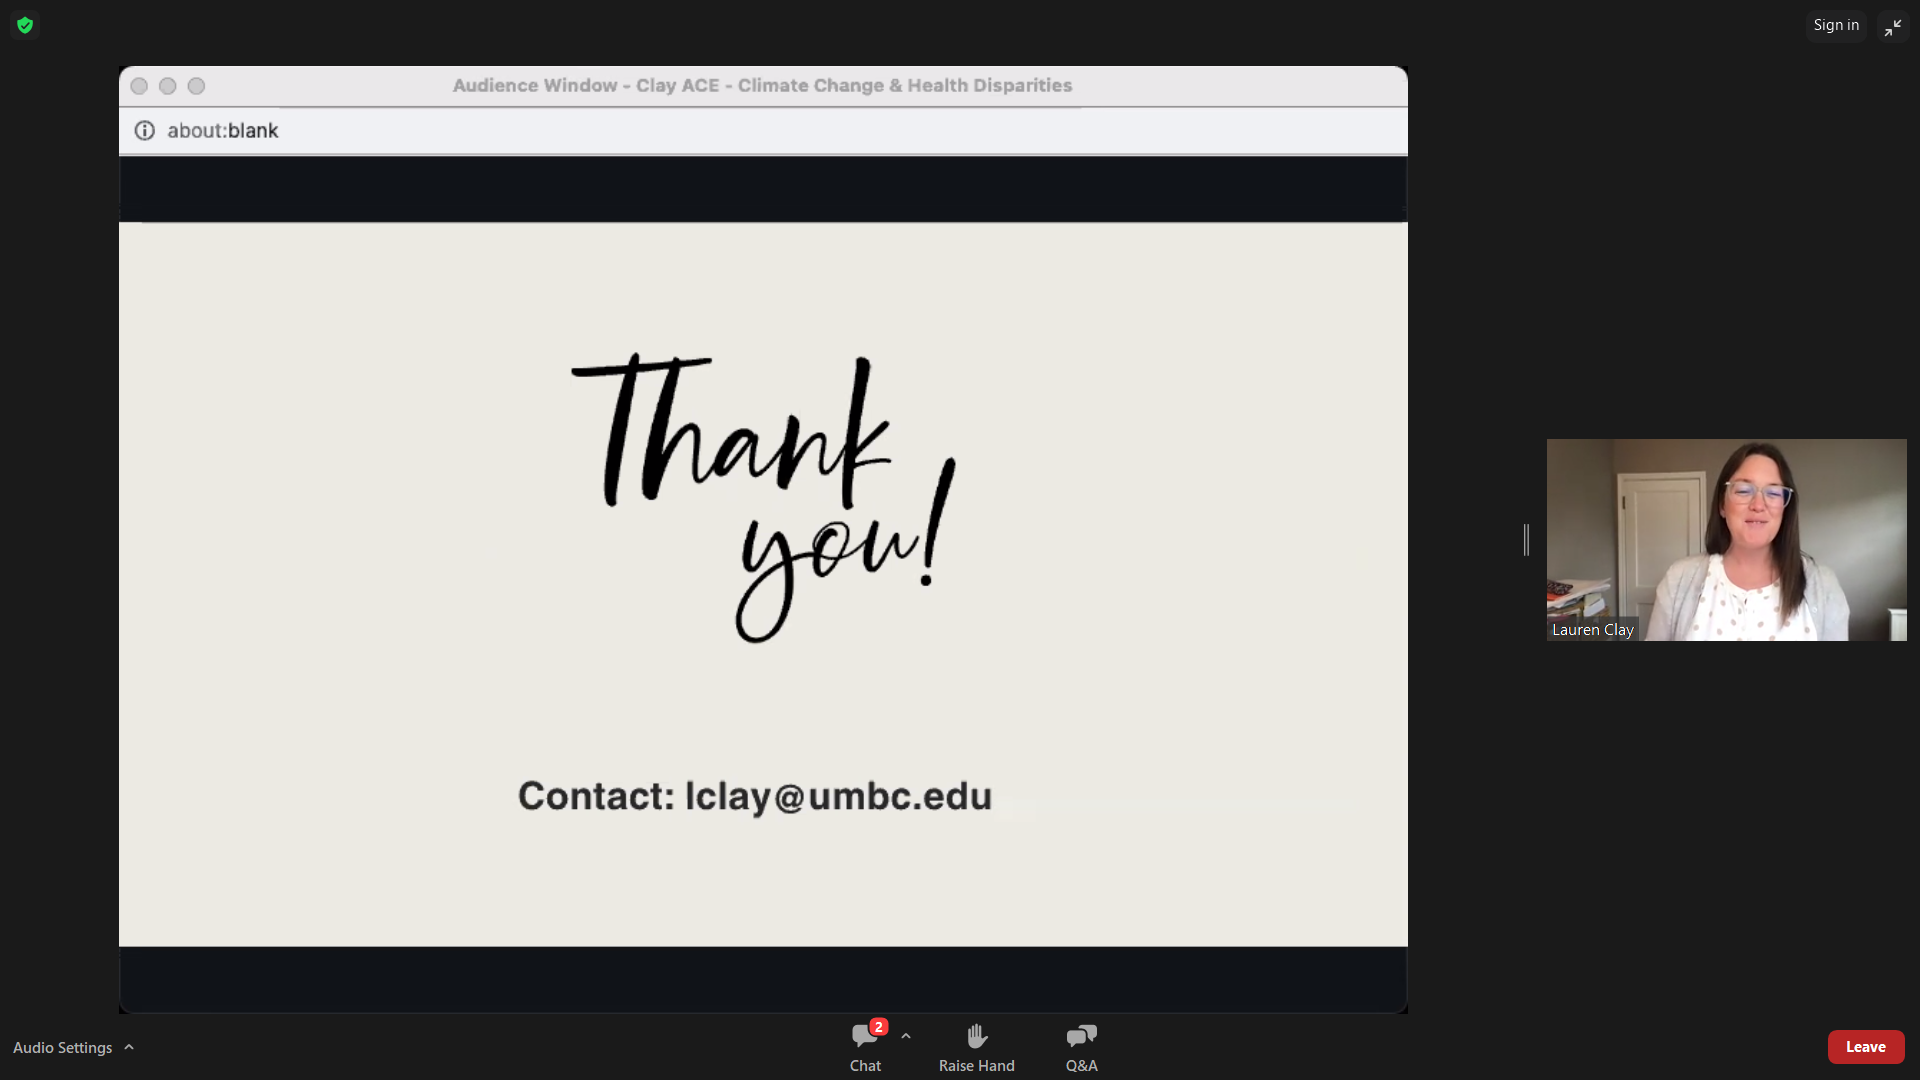 Sign in
Audience Window - Clay ACE - Climate Change & Health Disparities
about:blank
Thank
you!
Contact: lclay@umbc.edu
Lauren Clay
Audio Settings
2
Chat
Raise Hand
Q&A
Leave